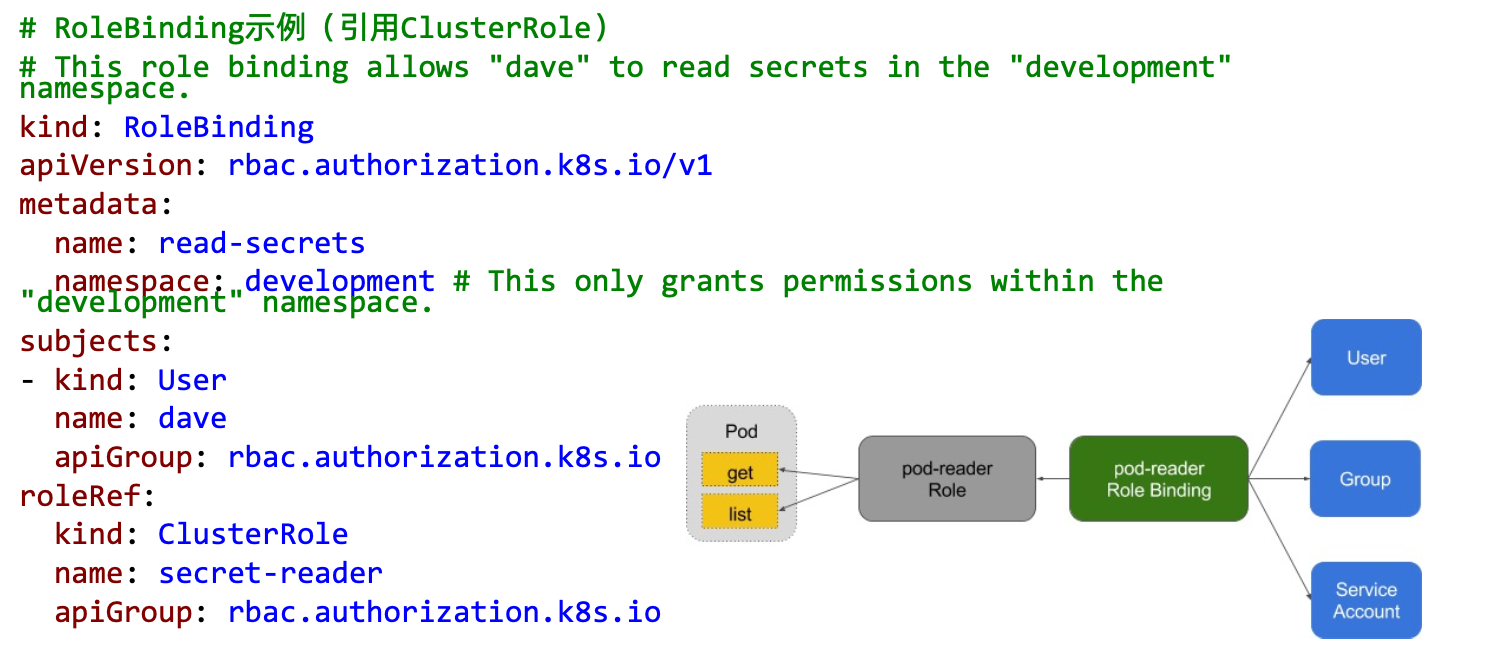 # RoleBinding示例（引用ClusterRole）
# This role binding allows "dave" to read secrets in the "development"
namespace.
kind: RoleBinding
apiVersion: rbac.authorization.k8s.io/v1
metadata:
  name: read-secrets
  namespace: development # This only grants permissions within the
"development" namespace.
subjects:
- kind: User
  name: dave
  apiGroup: rbac.authorization.k8s.io
roleRef:
  kind: ClusterRole
  name: secret-reader
  apiGroup: rbac.authorization.k8s.io
Pod
get
list
pod-reader
Role
pod-reader
Role Binding
User
Group
Service
Account